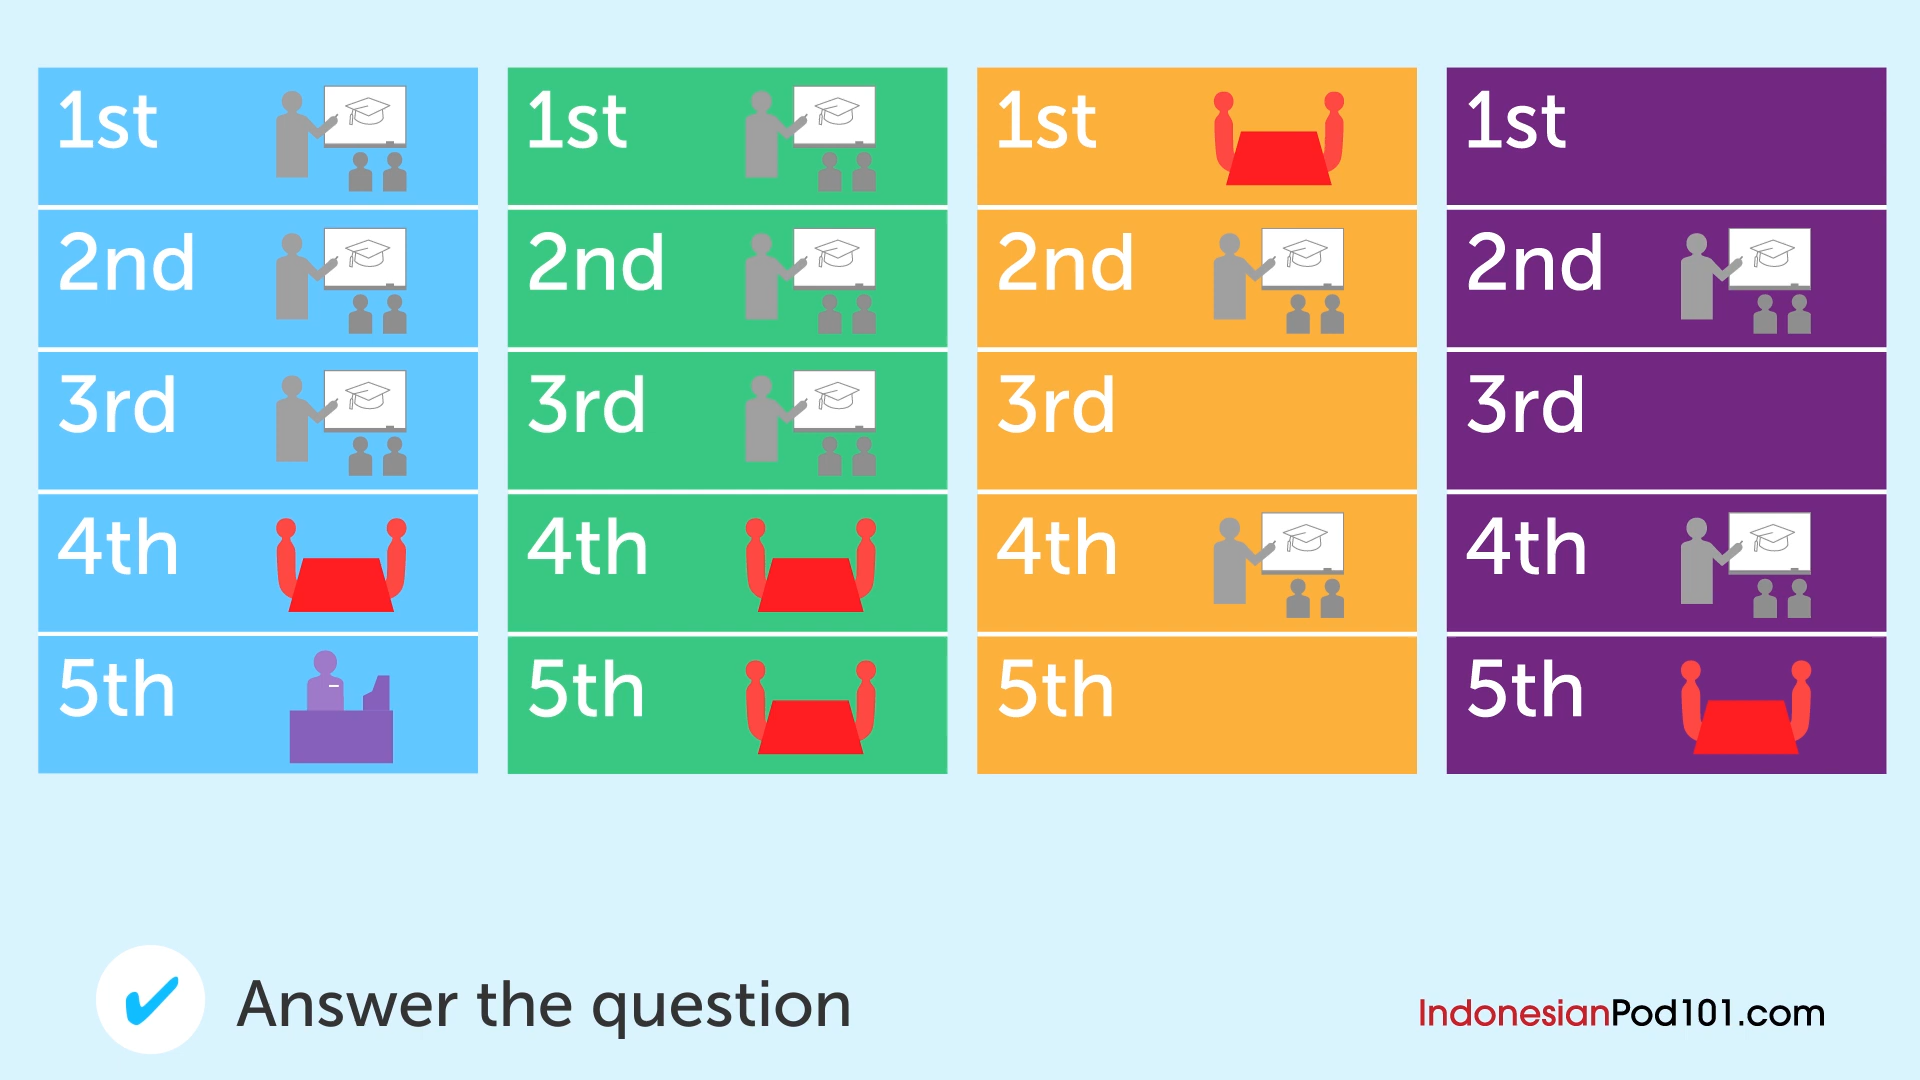 1st
2nd
3rd
4th
5th
1st
2nd
3rd
4th
5th
1st
2nd
3rd
4th
5th
1st
2nd
3rd
4th
5th
Answer the question
IndonesianPod101.com